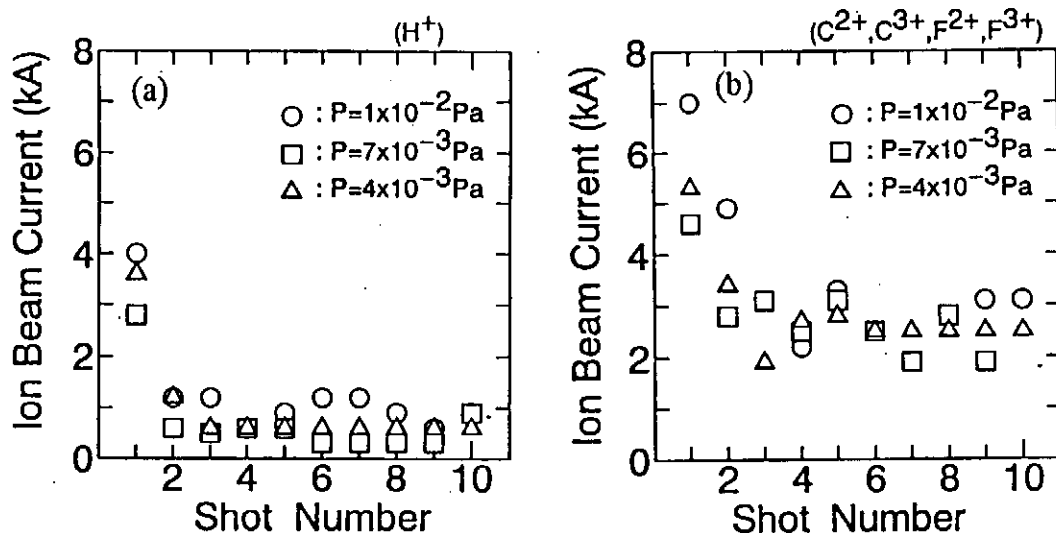 (H⁺)
8
6
4
2
0
Ion Beam Current (kA)
(a)
○ : P=1x10⁻²Pa
□ : P=7x10⁻³Pa
△ : P=4x10⁻³Pa
2 4 6 8 10
Shot Number
(C²⁺,C³⁺,F²⁺,F³⁺)
8
6
4
2
0
Ion Beam Current (kA)
(b)
○ : P=1x10⁻²Pa
□ : P=7x10⁻³Pa
△ : P=4x10⁻³Pa
2 4 6 8 10
Shot Number